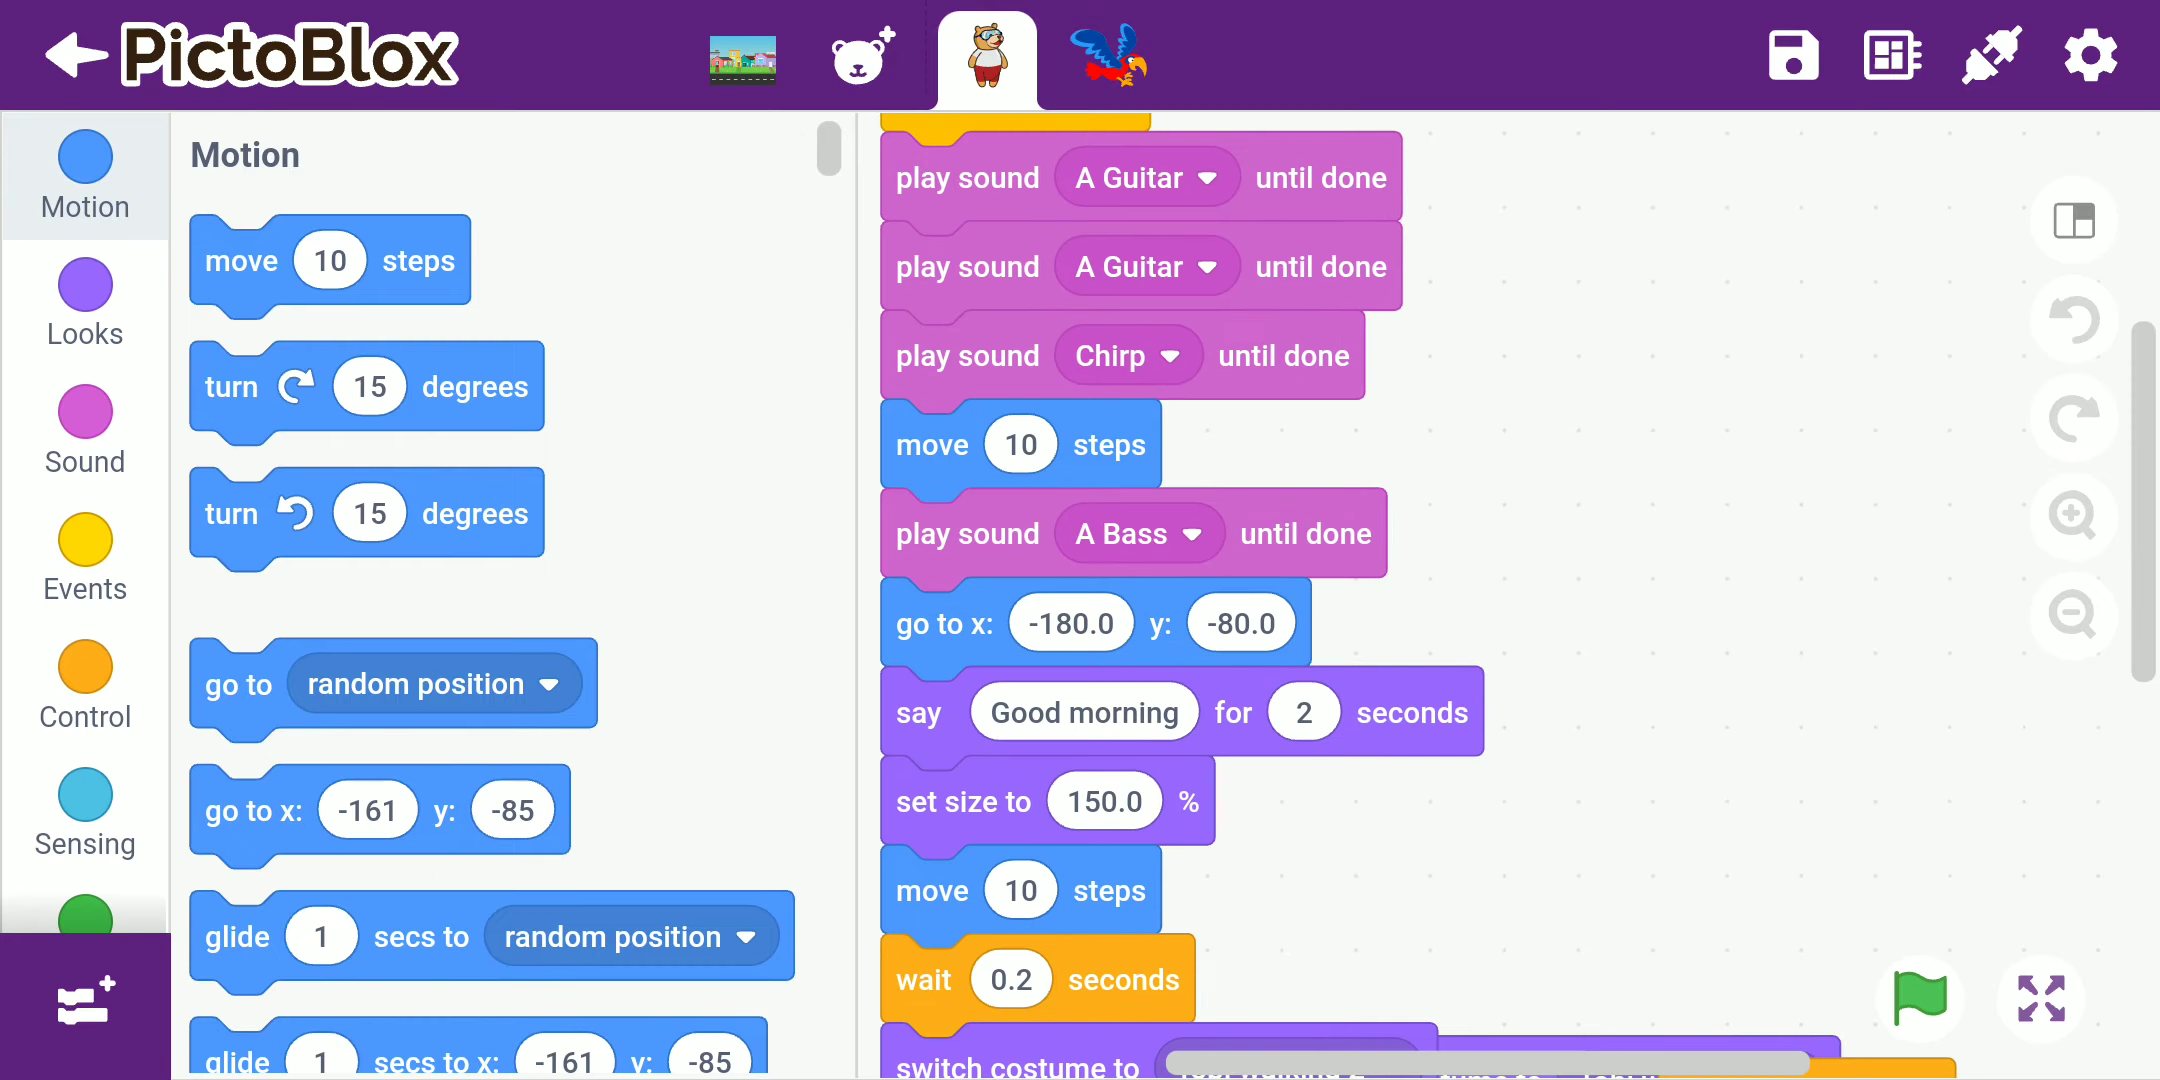 PictoBlox
Motion
Looks
Sound
Events
Control
Sensing
Motion
move 10 steps
turn 15 degrees
turn 15 degrees
go to random position
go to x: -161 y: -85
glide 1 secs to random position
glide 1 secs to x: -161 y: -85
play sound A Guitar until done
play sound A Guitar until done
play sound Chirp until done
move 10 steps
play sound A Bass until done
go to x: -180.0 y: -80.0
say Good morning for 2 seconds
set size to 150.0 %
move 10 steps
wait 0.2 seconds
switch costume to